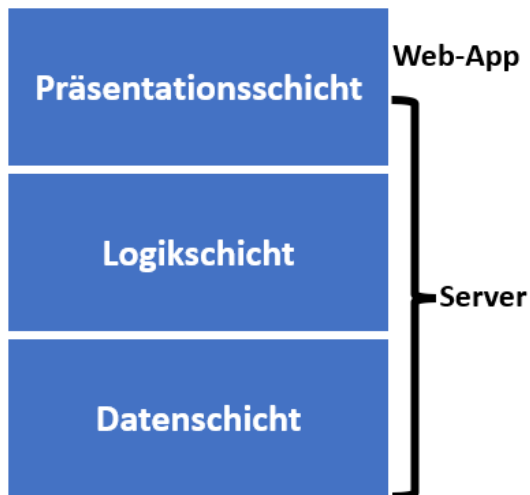 Web-App
Präsentationsschicht
Logikschicht
Server
Datenschicht